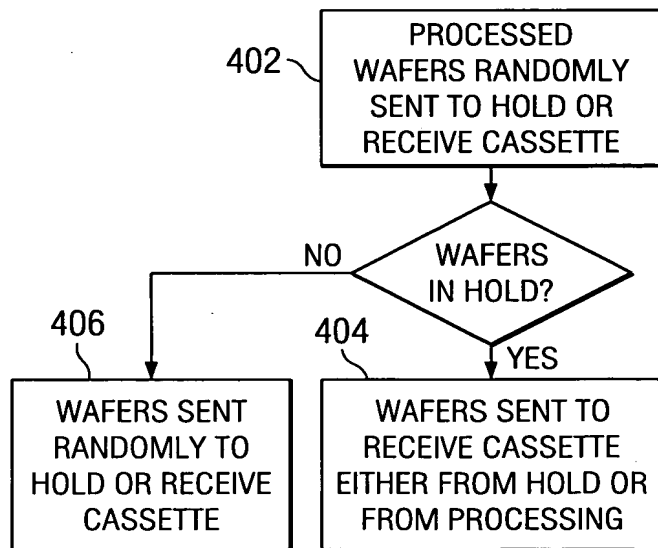 402
PROCESSED
WAFERS RANDOMLY
SENT TO HOLD OR
RECEIVE CASSETTE
NO
WAFERS
IN HOLD?
YES
406
WAFERS SENT
RANDOMLY TO
HOLD OR RECEIVE
CASSETTE
404
WAFERS SENT TO
RECEIVE CASSETTE
EITHER FROM HOLD OR
FROM PROCESSING